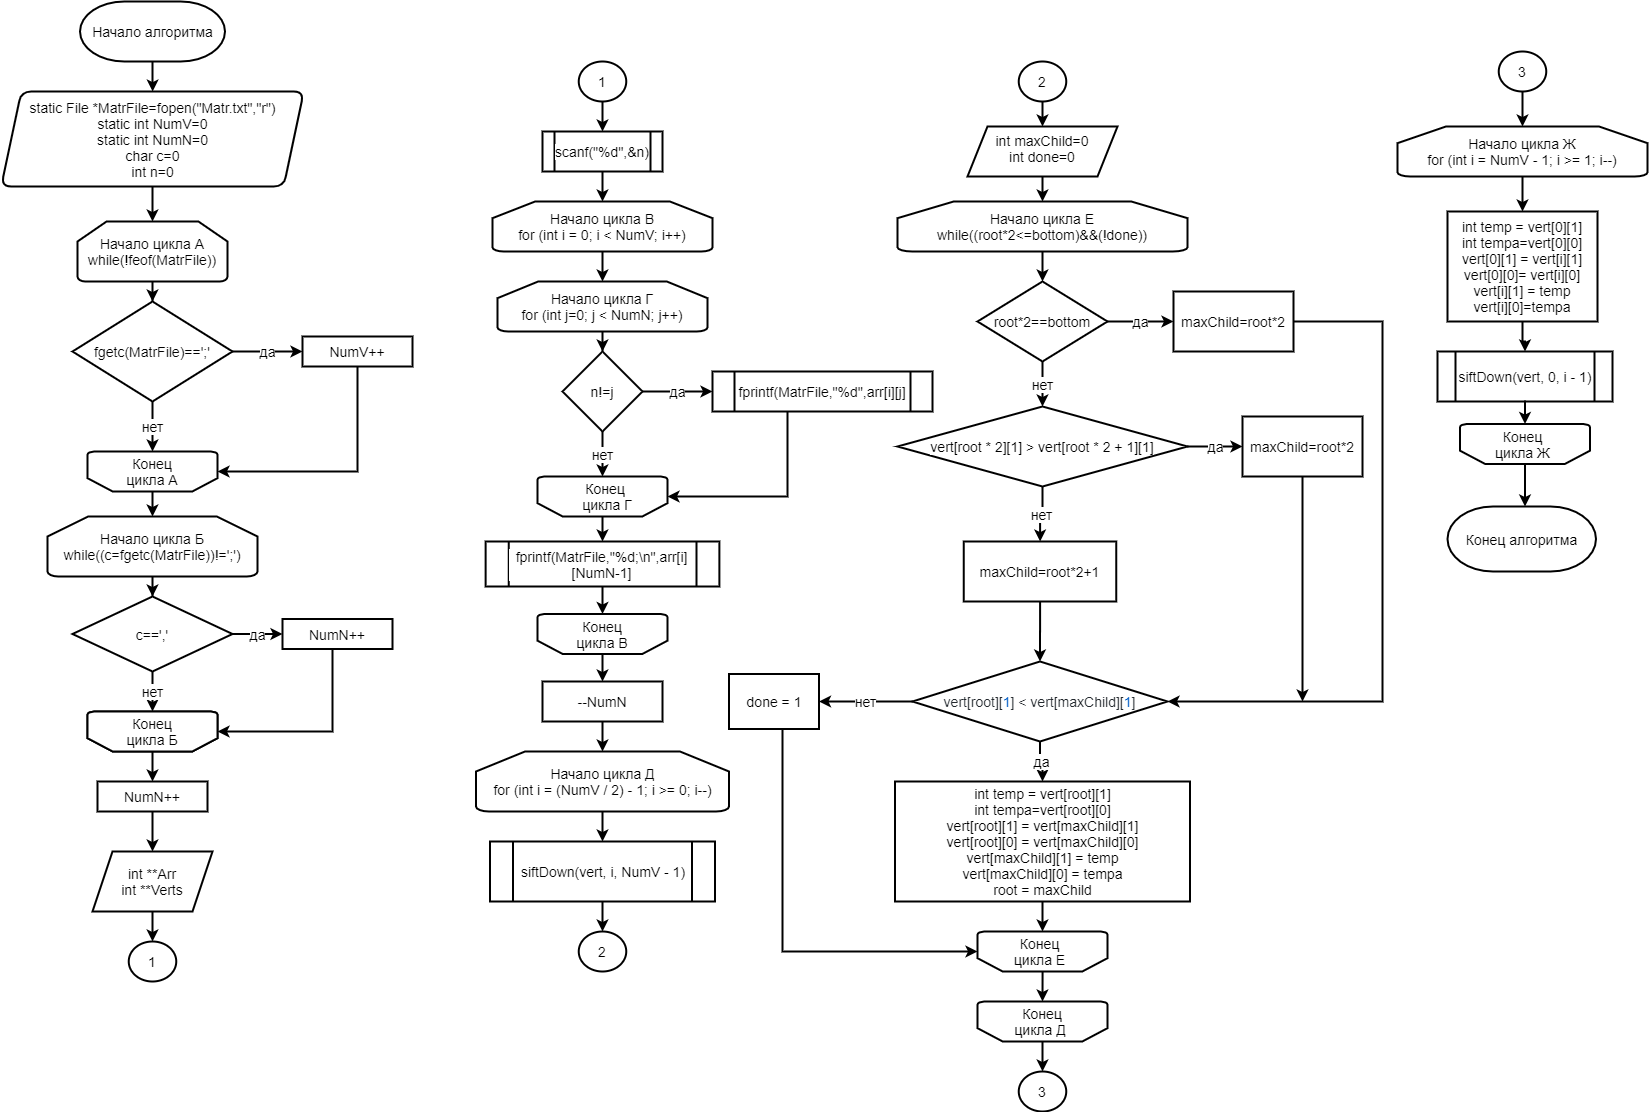 Начало алгоритма
static File *MatrFile=fopen("Matr.txt","r")
static int NumV=0
static int NumN=0
char c=0
int n=0
Начало цикла А
while(!feof(MatrFile))
fgetc(MatrFile)==';'
да
NumV++
нет
Конец
цикла А
Начало цикла Б
while((c=fgetc(MatrFile))!=';')
c==','
да
NumN++
нет
Конец
цикла Б
NumN++
int **Arr
int **Verts
1
1
scanf("%d",&n)
Начало цикла В
for (int i = 0; i < NumV; i++)
Начало цикла Г
for (int j=0; j < NumN; j++)
n!=j
да
fprintf(MatrFile,"%d",arr[i][j]
нет
Конец
цикла Г
fprintf(MatrFile,"%d;\n",arr[i]
[NumN-1]
Конец
цикла В
--NumN
Начало цикла Д
for (int i = (NumV / 2) - 1; i >= 0; i--)
siftDown(vert, i, NumV - 1)
2
2
int maxChild=0
int done=0
Начало цикла Е
while((root*2<=bottom)&&(!done))
root*2==bottom
да
maxChild=root*2
нет
vert[root * 2][1] > vert[root * 2 + 1][1]
да
maxChild=root*2
нет
maxChild=root*2+1
vert[root][1] < vert[maxChild][1]
нет
done = 1
да
int temp = vert[root][1]
int tempa=vert[root][0]
vert[root][1] = vert[maxChild][1]
vert[root][0] = vert[maxChild][0]
vert[maxChild][1] = temp
vert[maxChild][0] = tempa
root = maxChild
Конец
цикла Е
Конец
цикла Д
3
3
Начало цикла Ж
for (int i = NumV - 1; i >= 1; i--)
int temp = vert[0][1]
int tempa=vert[0][0]
vert[0][1] = vert[i][1]
vert[0][0]= vert[i][0]
vert[i][1] = temp
vert[i][0]=tempa
siftDown(vert, 0, i - 1)
Конец
цикла Ж
Конец алгоритма